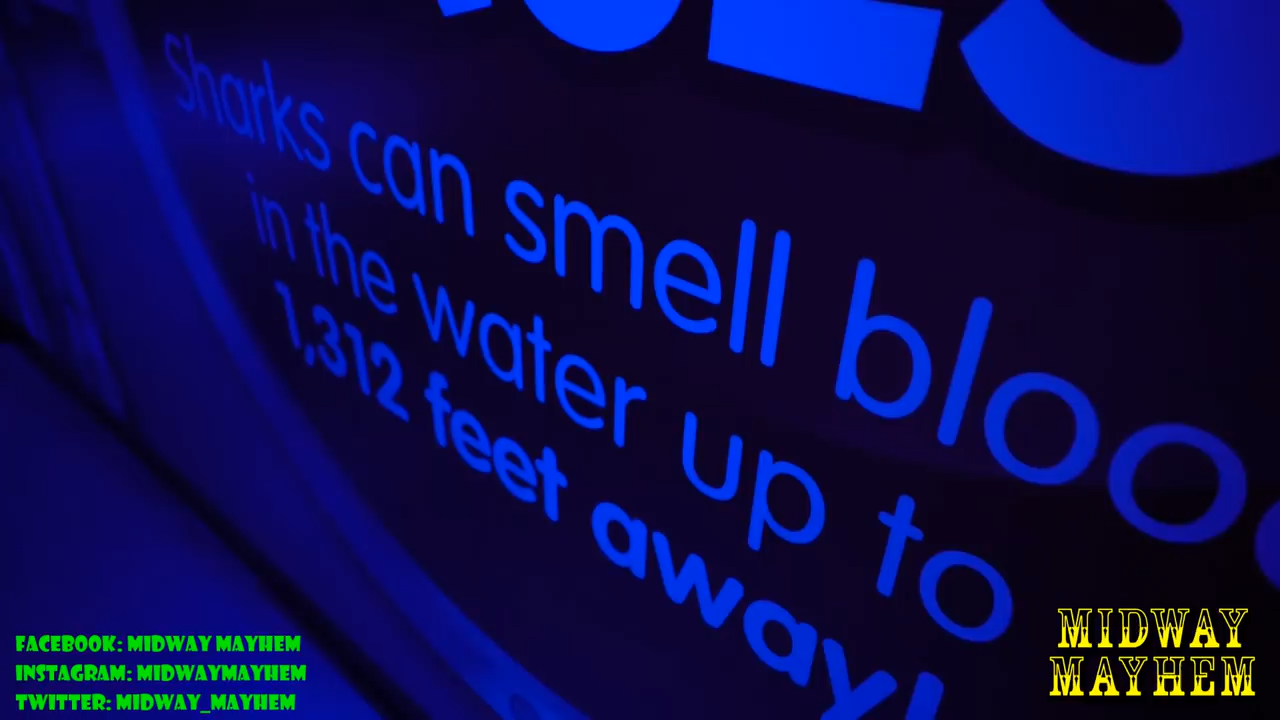 Sharks can smell bloo
in the water up to
1,312 feet away!
FACEBOOK: MIDWAY MAYHEM
INSTAGRAM: MIDWAYMAYHEM
TWITTER: MIDWAY_MAYHEM
MIDWAY
MAYHEM